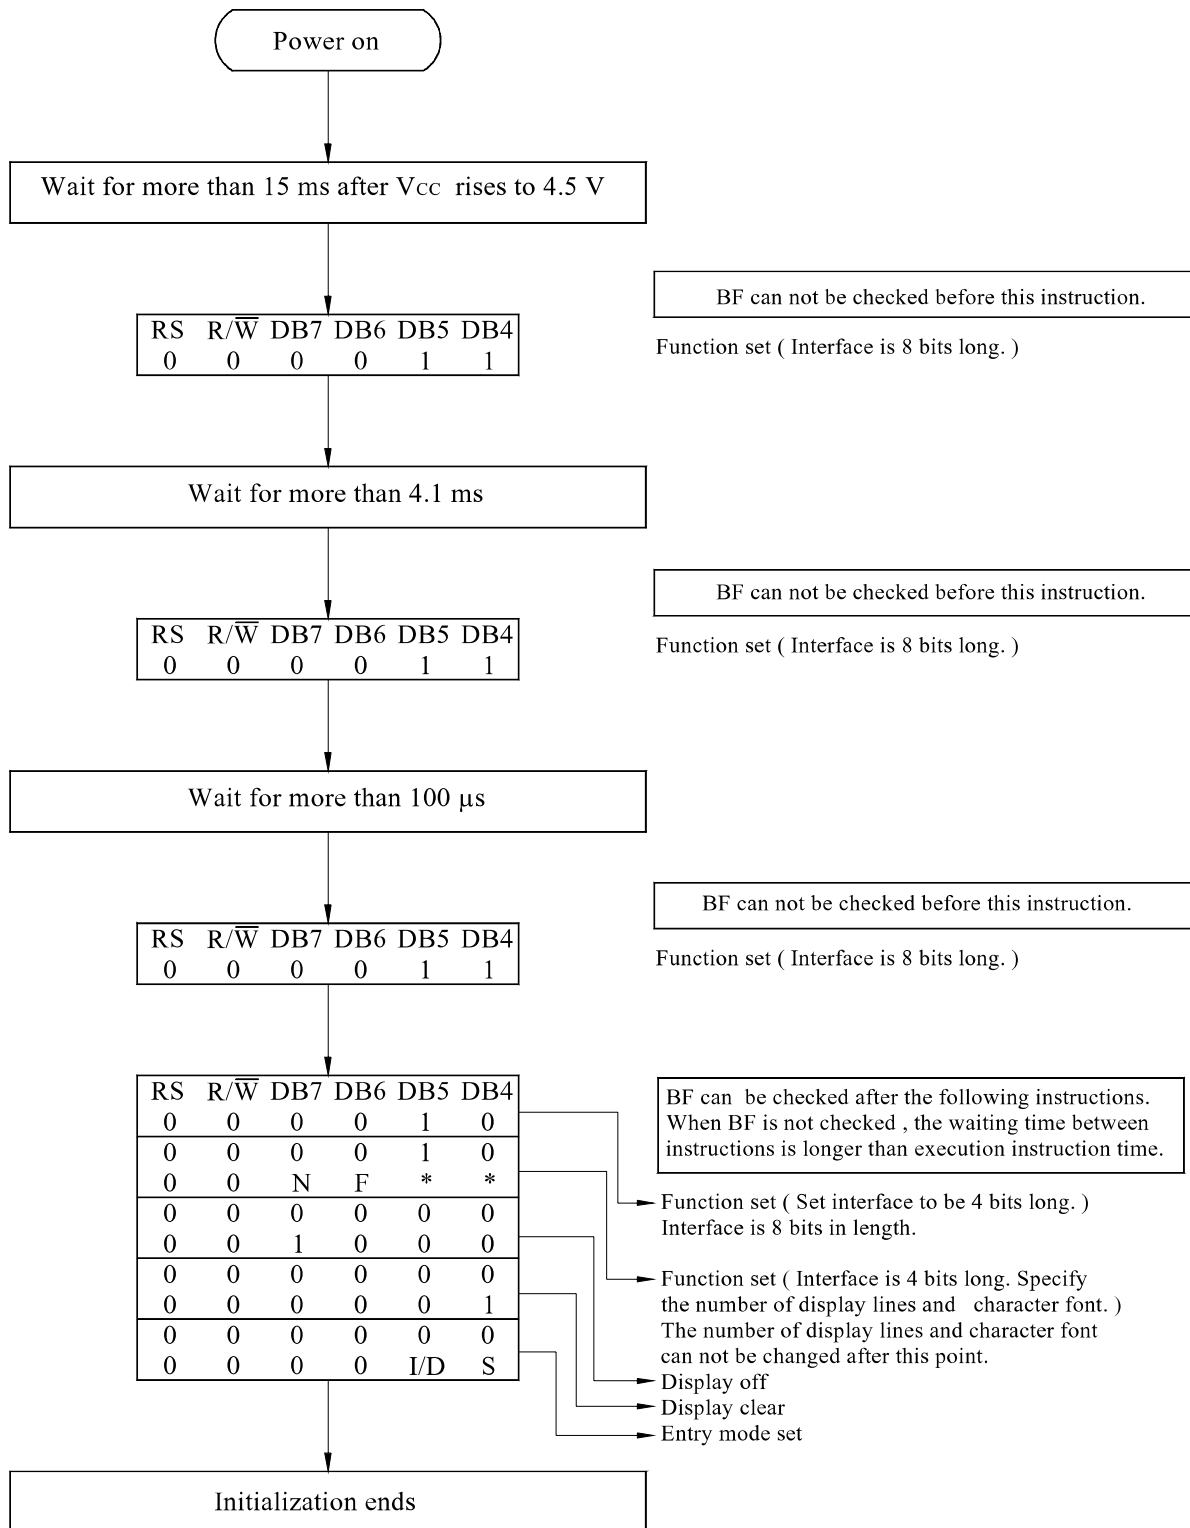 Power on
Wait for more than 15 ms after VCC rises to 4.5 V
BF can not be checked before this instruction.
RS R/W̅ DB7 DB6 DB5 DB4
0 0 0 0 1 1
Function set ( Interface is 8 bits long. )
Wait for more than 4.1 ms
BF can not be checked before this instruction.
RS R/W̅ DB7 DB6 DB5 DB4
0 0 0 0 1 1
Function set ( Interface is 8 bits long. )
Wait for more than 100 µs
BF can not be checked before this instruction.
RS R/W̅ DB7 DB6 DB5 DB4
0 0 0 0 1 1
Function set ( Interface is 8 bits long. )
RS R/W̅ DB7 DB6 DB5 DB4
0 0 0 0 1 0
0 0 0 0 1 0
0 0 N F * *
0 0 0 0 0 0
0 0 1 0 0 0
0 0 0 0 0 0
0 0 0 0 0 1
0 0 0 0 0 0
0 0 0 0 I/D S
BF can be checked after the following instructions.
When BF is not checked , the waiting time between
instructions is longer than execution instruction time.
Function set ( Set interface to be 4 bits long. )
Interface is 8 bits in length.
Function set ( Interface is 4 bits long. Specify
the number of display lines and character font. )
The number of display lines and character font
can not be changed after this point.
Display off
Display clear
Entry mode set
Initialization ends